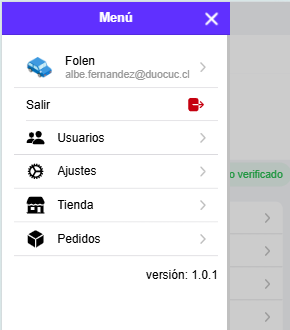 Menú
Folen
albe.fernandez@duocuc.cl
Salir
Usuarios
Ajustes
Tienda
Pedidos
versión: 1.0.1
o verificado